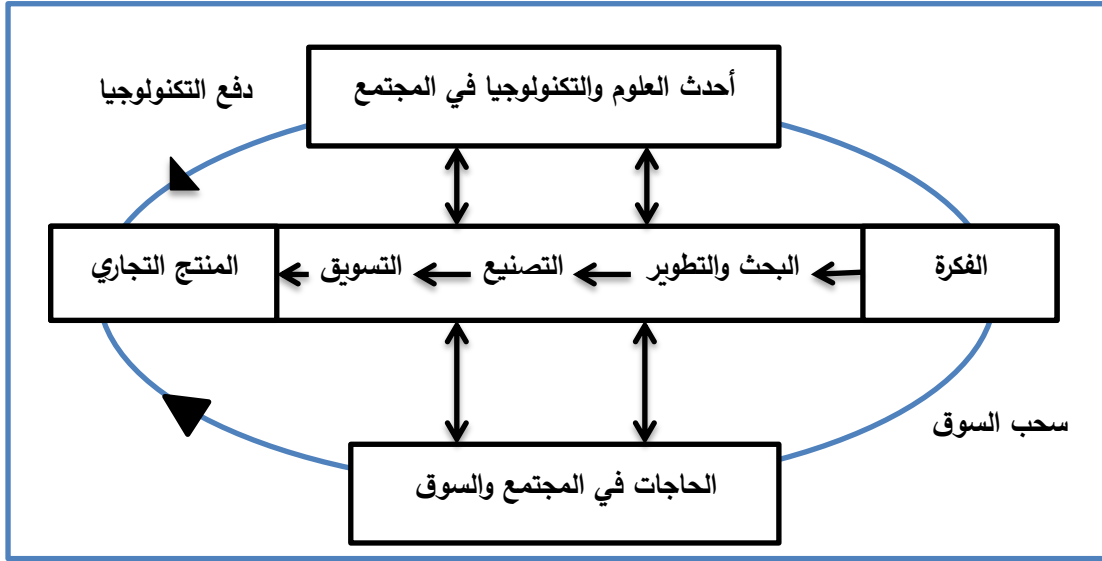 أحدث العلوم والتكنولوجيا في المجتمع
دفع التكنولوجيا
الفكرة
البحث والتطوير
التصنيع
التسويق
المنتج التجاري
سحب السوق
الحاجات في المجتمع والسوق